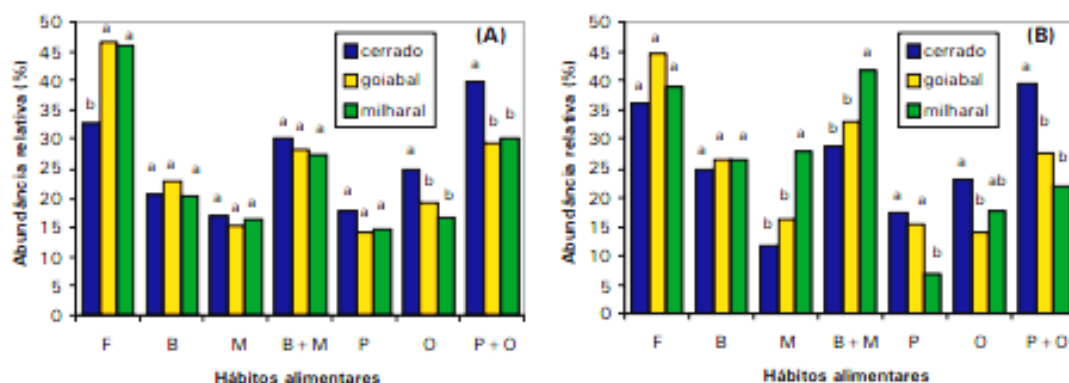 50
45
40
35
30
25
20
15
10
5
0
Abundância relativa (%)
(A)
cerrado
goiabal
milharal
b a a
a a a
a a a
a a a
a a a
a b b
a b b
F B M B + M P O P + O
Hábitos alimentares
50
45
40
35
30
25
20
15
10
5
0
Abundância relativa (%)
(B)
cerrado
goiabal
milharal
a a a
a a a
b b a
b b a
a a b
a b ab
a b b
F B M B + M P O P + O
Hábitos alimentares